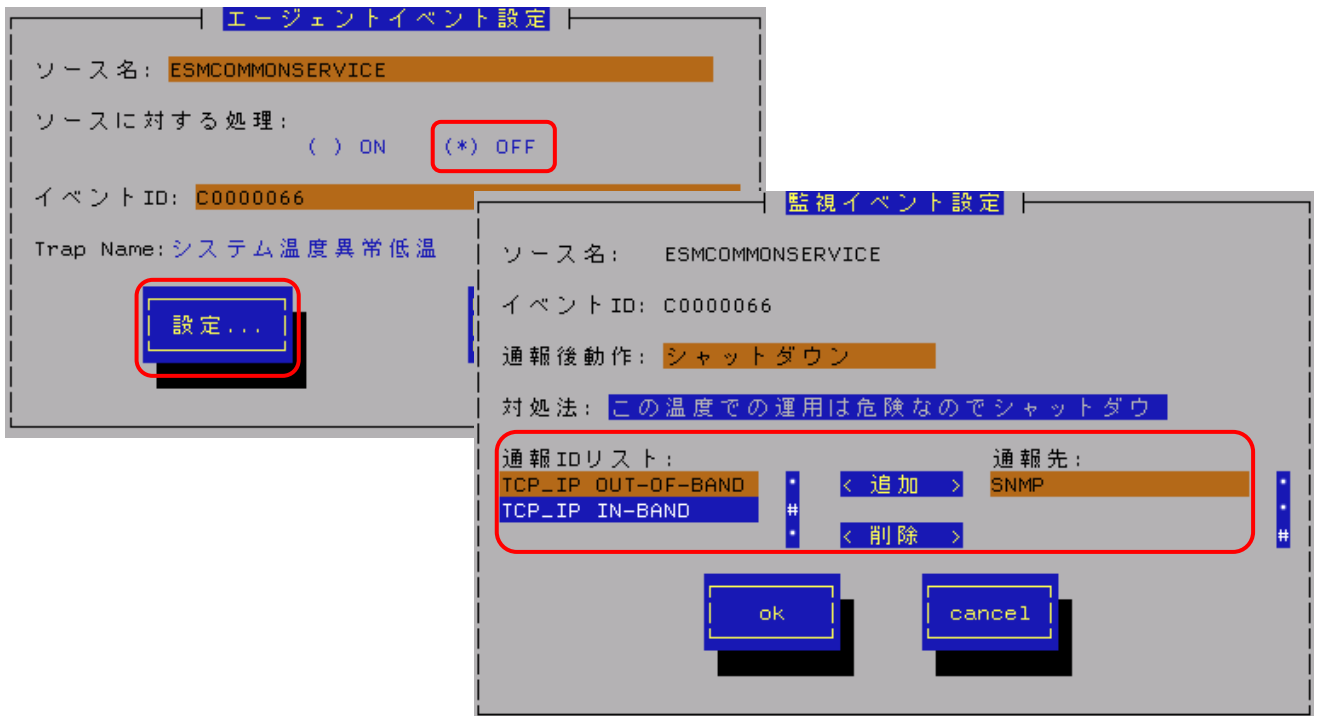 エージェントイベント設定
ソース名: ESMCOMMONSERVICE
ソースに対する処理:
( ) ON (*) OFF
イベントID: C0000066
Trap Name:システム温度異常低温
設定...
監視イベント設定
ソース名: ESMCOMMONSERVICE
イベントID: C0000066
通報後動作: シャットダウン
対処法: この温度での運用は危険なのでシャットダウ
通報IDリスト: 通報先:
TCP_IP OUT-OF-BAND < 追加 > SNMP
TCP_IP IN-BAND #
< 削除 > #
ok cancel